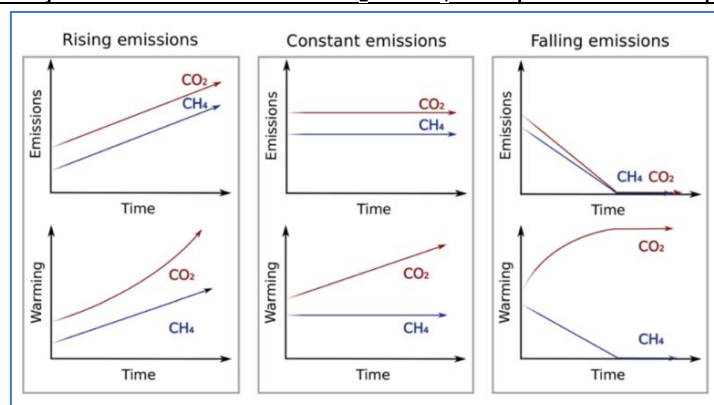 Rising emissions
Emissions
CO₂
CH₄
Time
Warming
CO₂
CH₄
Time
Constant emissions
Emissions
CO₂
CH₄
Time
Warming
CO₂
CH₄
Time
Falling emissions
Emissions
CH₄ CO₂
Time
Warming
CO₂
CH₄
Time